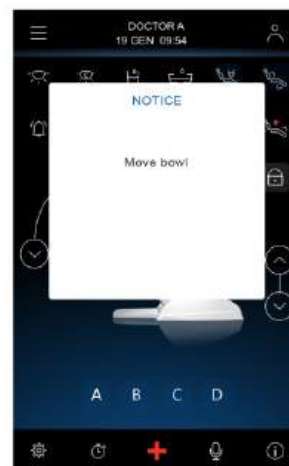 DOCTOR A
19 GEN 09:54
NOTICE
Move bowl
A B C D